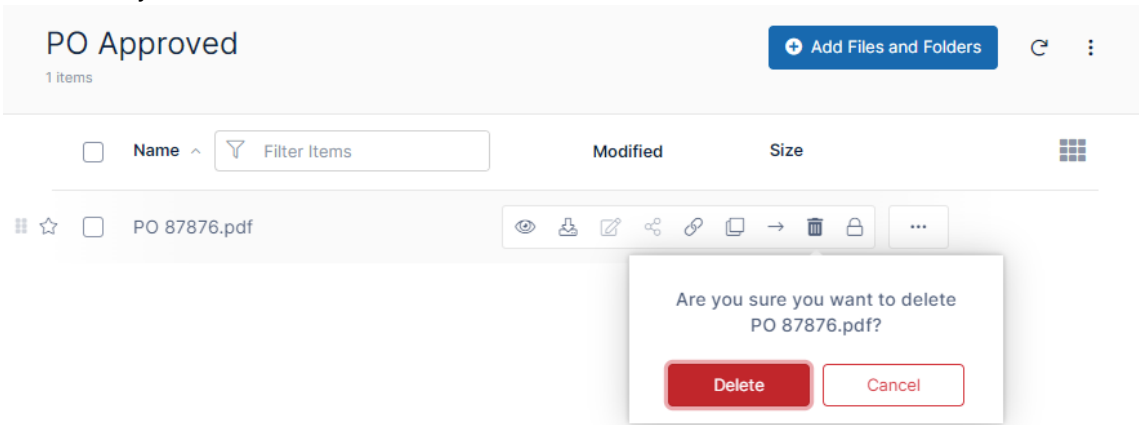 PO Approved
Add Files and Folders
1 items
Name
Filter Items
Modified
Size
PO 87876.pdf
Are you sure you want to delete
PO 87876.pdf?
Delete
Cancel